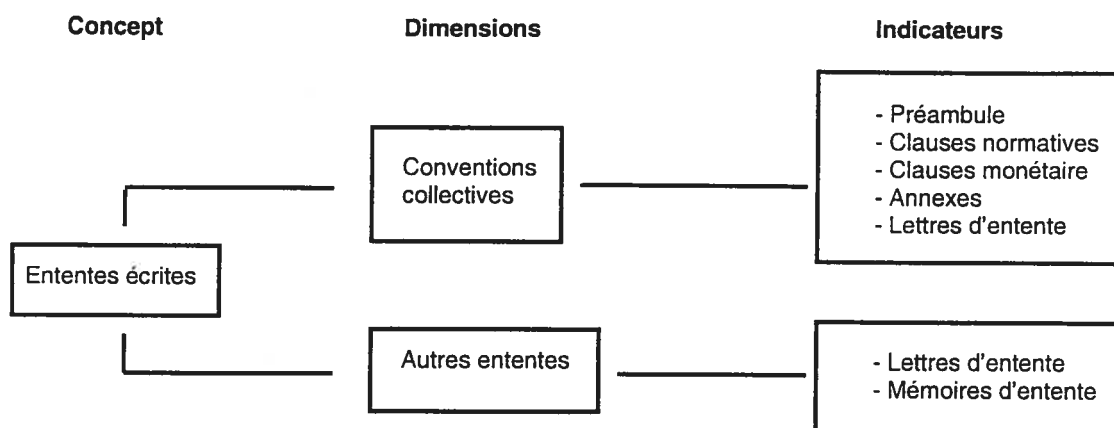 Concept
Dimensions
Indicateurs
Ententes écrites
Conventions
collectives
- Préambule
- Clauses normatives
- Clauses monétaire
- Annexes
- Lettres d'entente
Autres ententes
- Lettres d'entente
- Mémoires d'entente